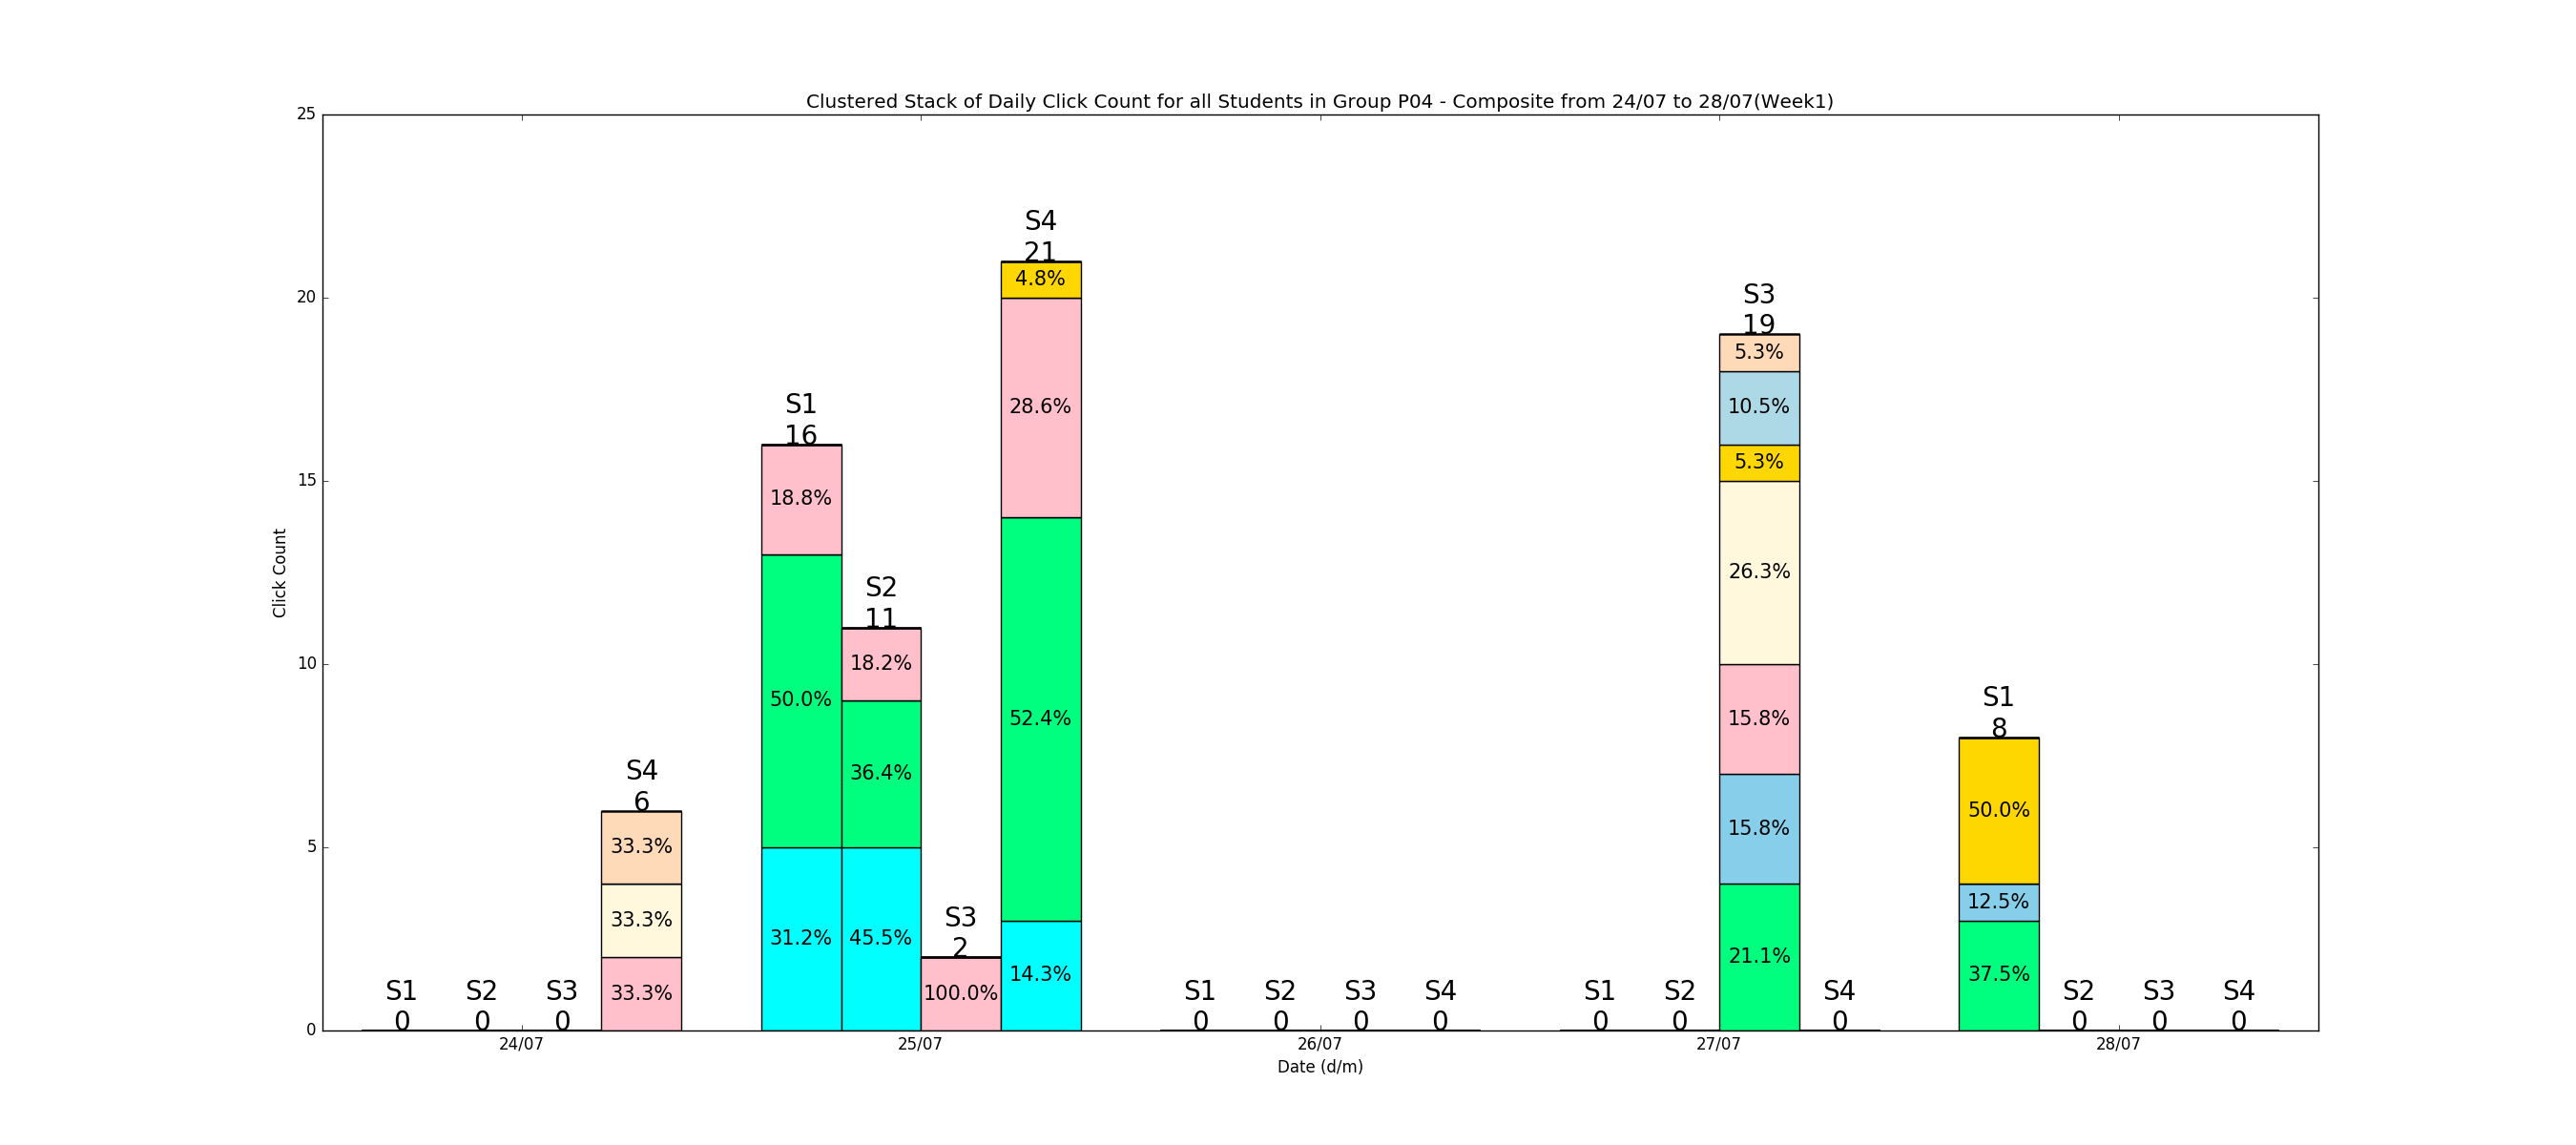 Clustered Stack of Daily Click Count for all Students in Group P04 - Composite from 24/07 to 28/07(Week1)
Click Count
25
20
15
10
5
0
S1
0
S2
0
S3
0
S4
6
33.3%
33.3%
33.3%
S1
16
18.8%
50.0%
31.2%
S2
11
18.2%
36.4%
45.5%
S3
2
100.0%
S4
21
4.8%
28.6%
52.4%
14.3%
S1
0
S2
0
S3
0
S4
0
S1
0
S2
0
S3
19
5.3%
10.5%
5.3%
26.3%
15.8%
15.8%
21.1%
S4
0
S1
8
50.0%
12.5%
37.5%
S2
0
S3
0
S4
0
24/07
25/07
26/07
27/07
28/07
Date (d/m)